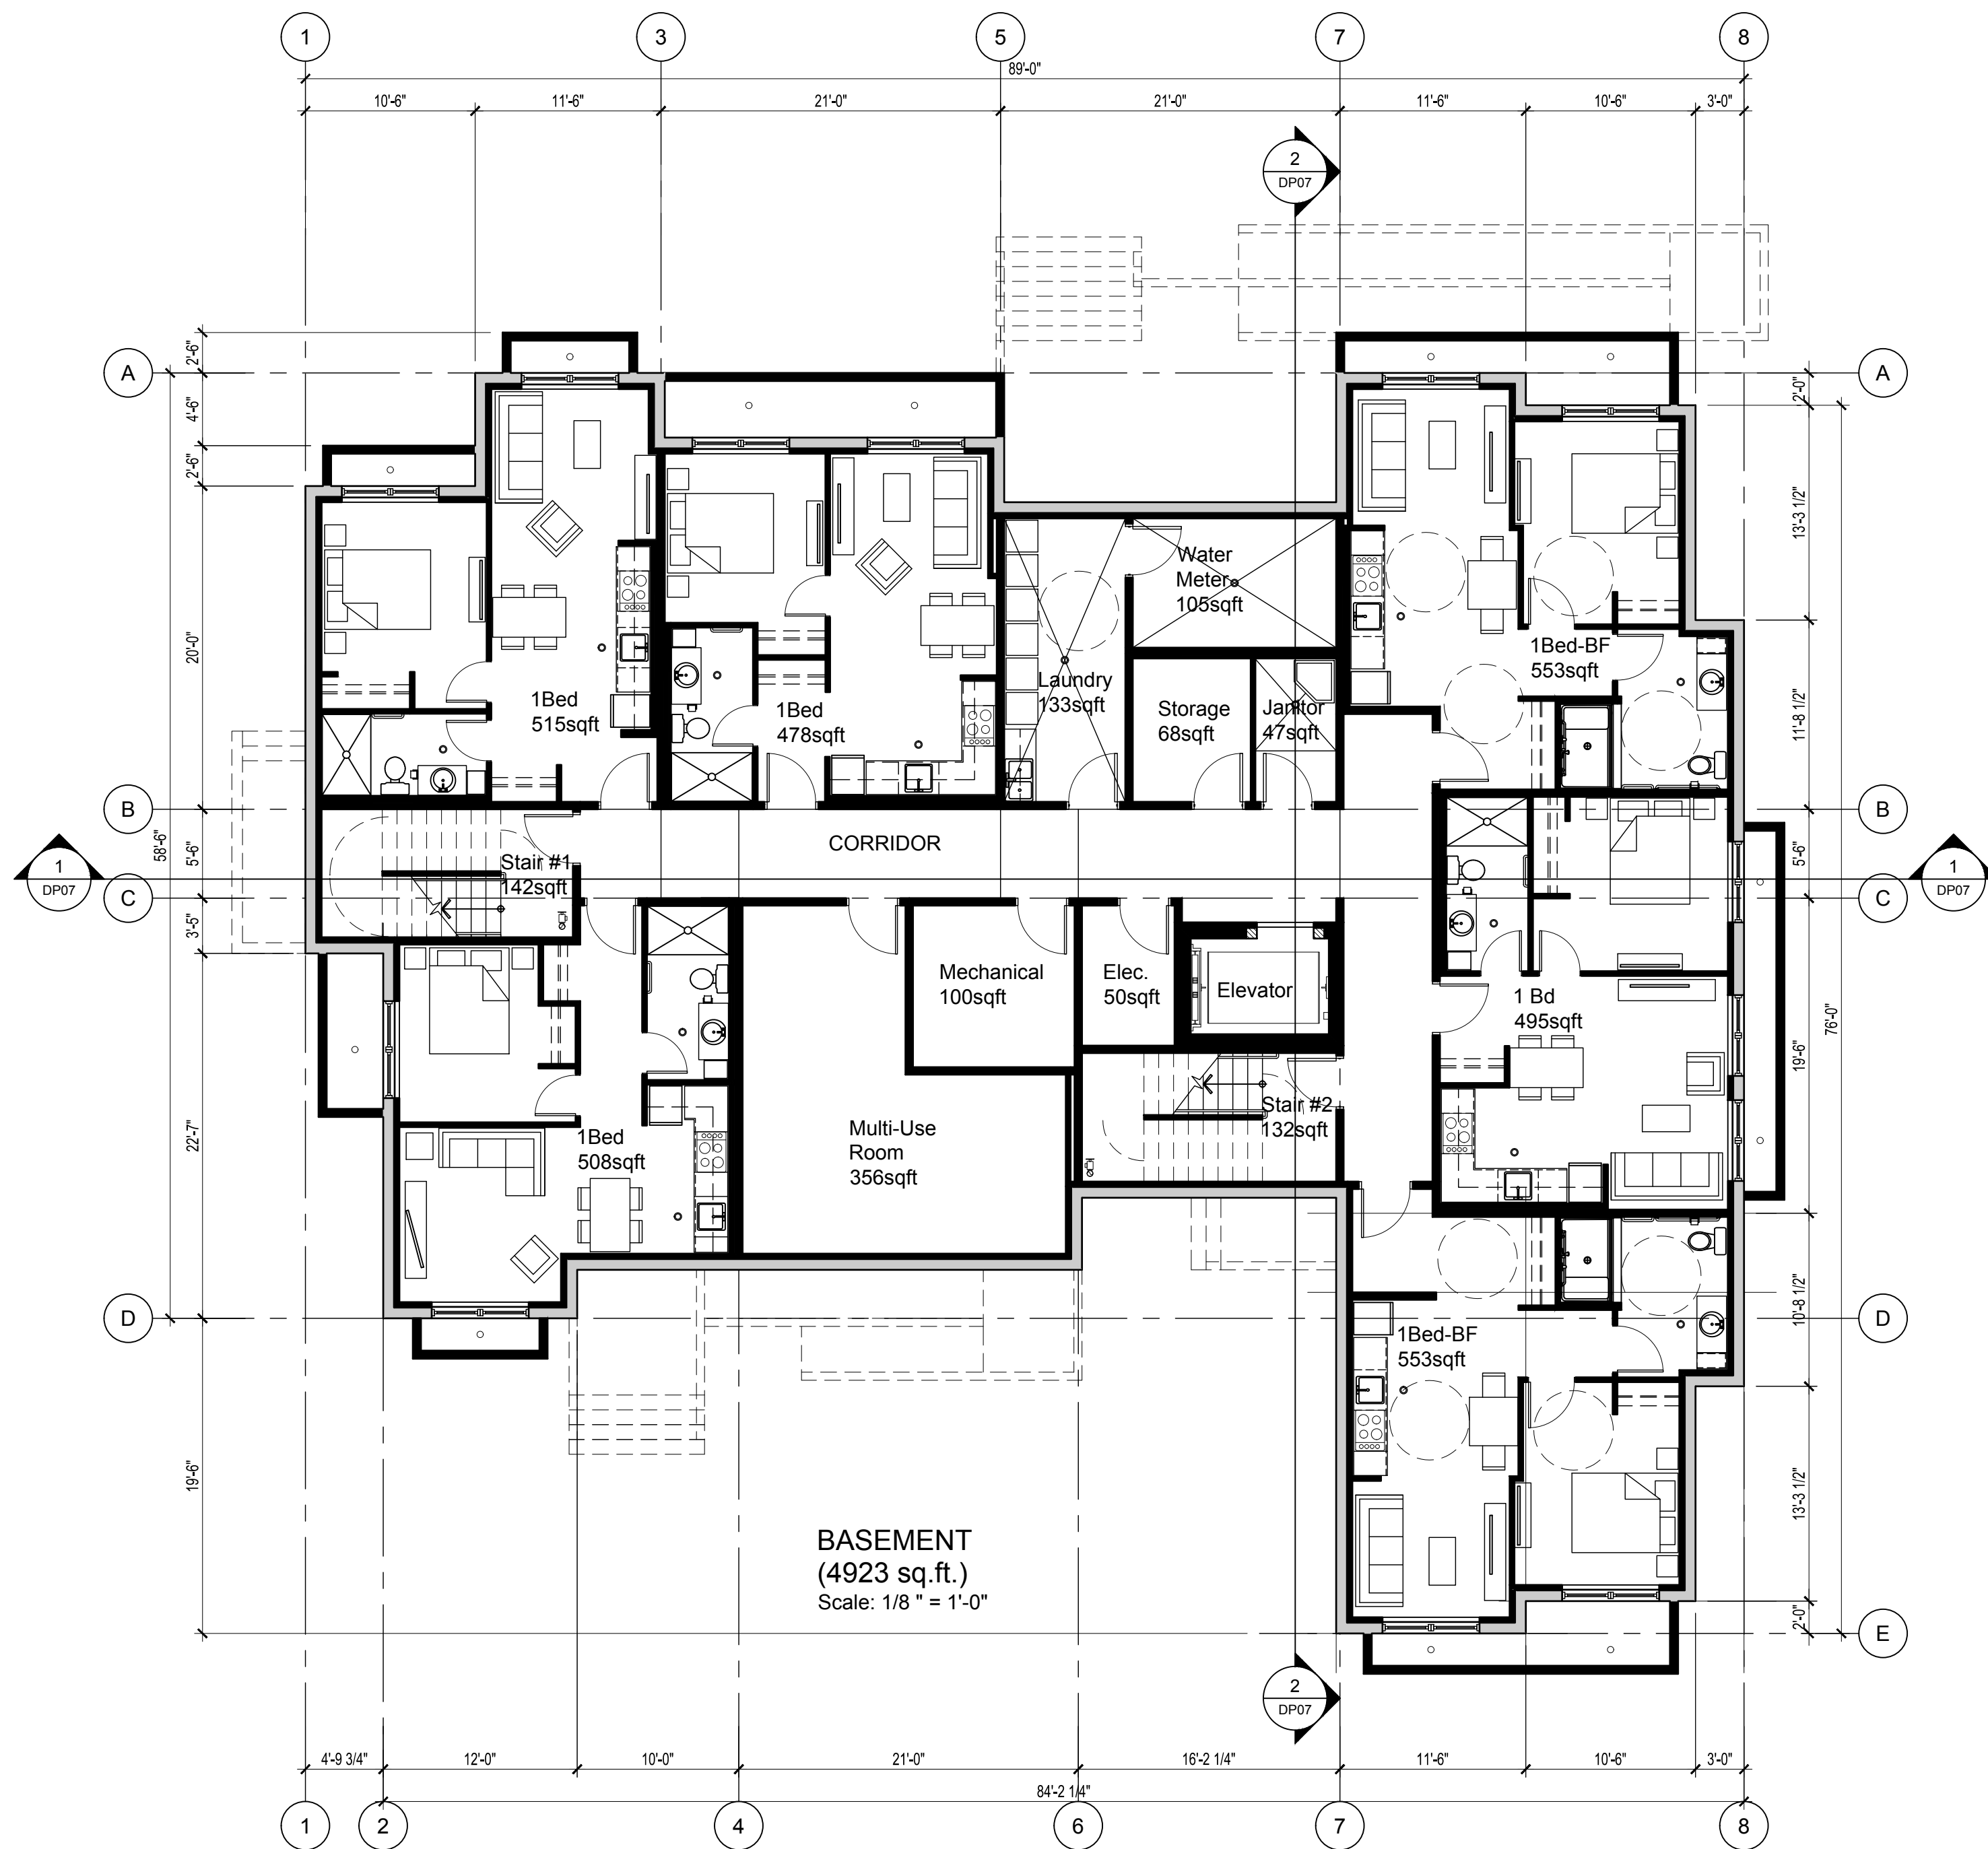 1 3 5 7 8
89'-0"
10'-6" 11'-6" 21'-0" 21'-0" 11'-6" 10'-6" 3'-0"
2
DP07
2'-6"
A A
4'-6" 2'-0"
2'-6"
13'-3 1/2"
Water
Meter
105sqft
20'-0"
1Bed-BF
553sqft
1Bed
515sqft
1Bed
478sqft
Laundry
133sqft
Storage
68sqft
Janitor
47sqft
11'-8 1/2"
B B
58'-6"
5'-6" 5'-6"
CORRIDOR
Stair #1
142sqft
1
DP07
1
DP07
C C
3'-5"
Mechanical
100sqft
Elec.
50sqft
Elevator
1 Bd
495sqft
76'-0"
19'-6"
22'-7"
Stair #2
132sqft
Multi-Use
Room
356sqft
1Bed
508sqft
10'-8 1/2"
D D
1Bed-BF
553sqft
19'-6"
13'-3 1/2"
BASEMENT
(4923 sq.ft.)
Scale: 1/8 " = 1'-0"
2'-0"
E
2
DP07
4'-9 3/4" 12'-0" 10'-0" 21'-0" 16'-2 1/4" 11'-6" 10'-6" 3'-0"
84'-2 1/4"
1 2 4 6 7 8